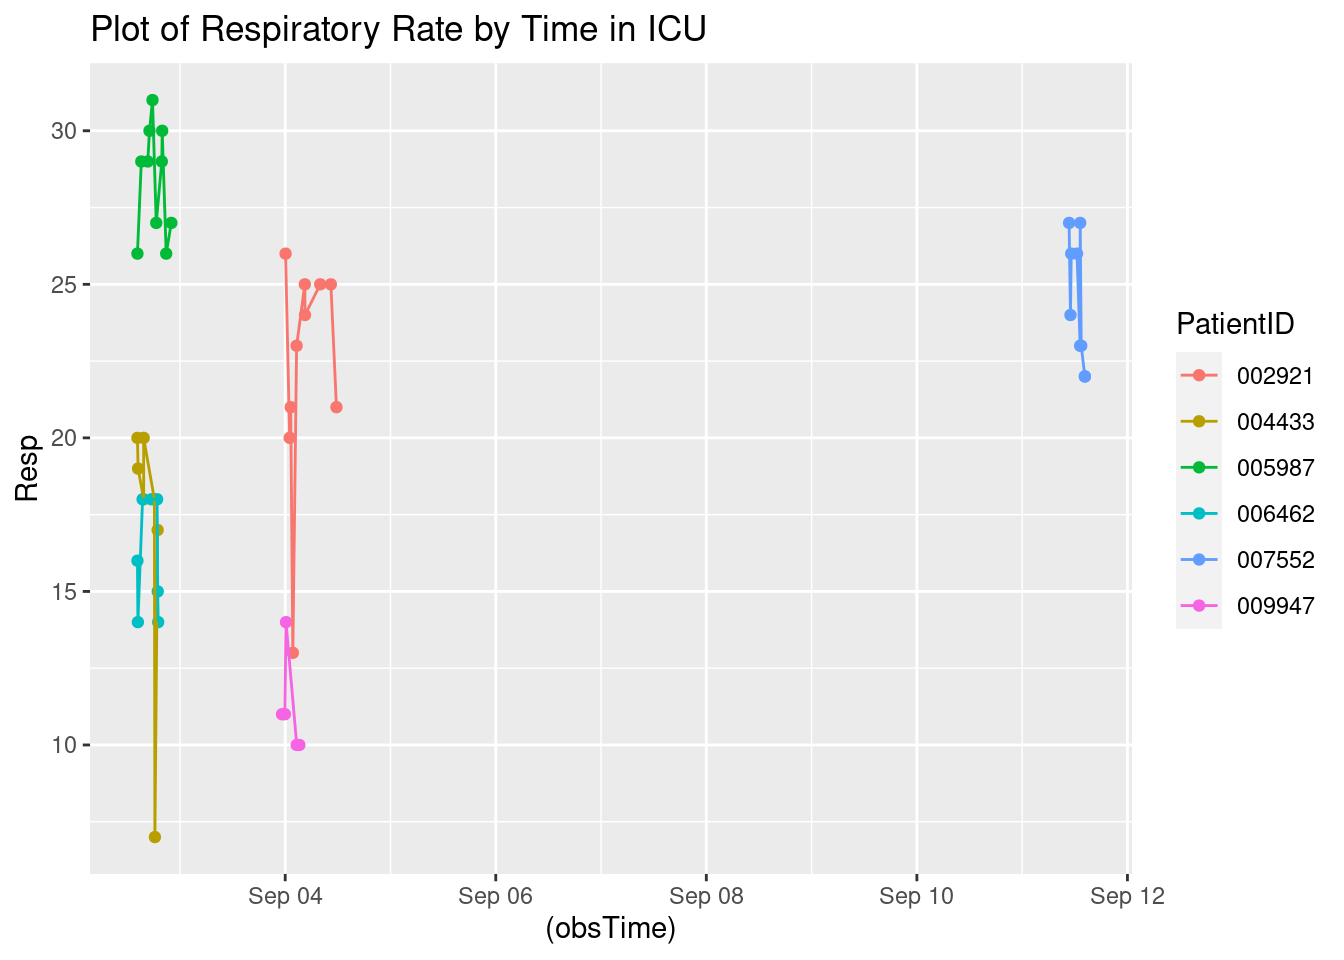 Plot of Respiratory Rate by Time in ICU
30
25
20
15
10
Resp
Sep 04
Sep 06
Sep 08
Sep 10
Sep 12
(obsTime)
PatientID
002921
004433
005987
006462
007552
009947